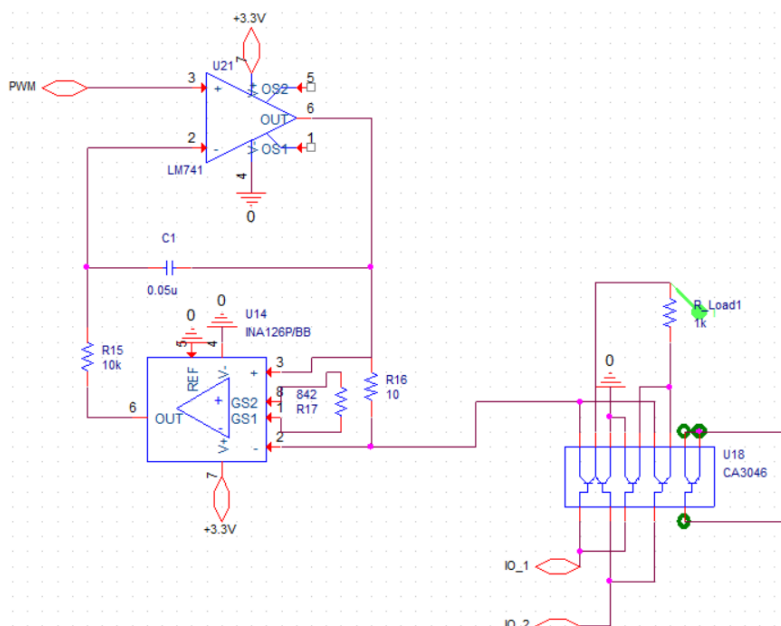 +3.3V
U21
7
5
V+
OS2
PWM
3
+
6
OUT
2
-
OS1
1
V-
LM741
4
0
C1
0.05u
0
0
U14
INA126P/BB
5
4
R15
10k
REF
V-
+
3
R16
10
8
842
R17
+
GS2
GS1
1
6
OUT
-
V+
-
2
7
+3.3V
R_Load1
1k
0
U18
CA3046
IO_1
IO_2